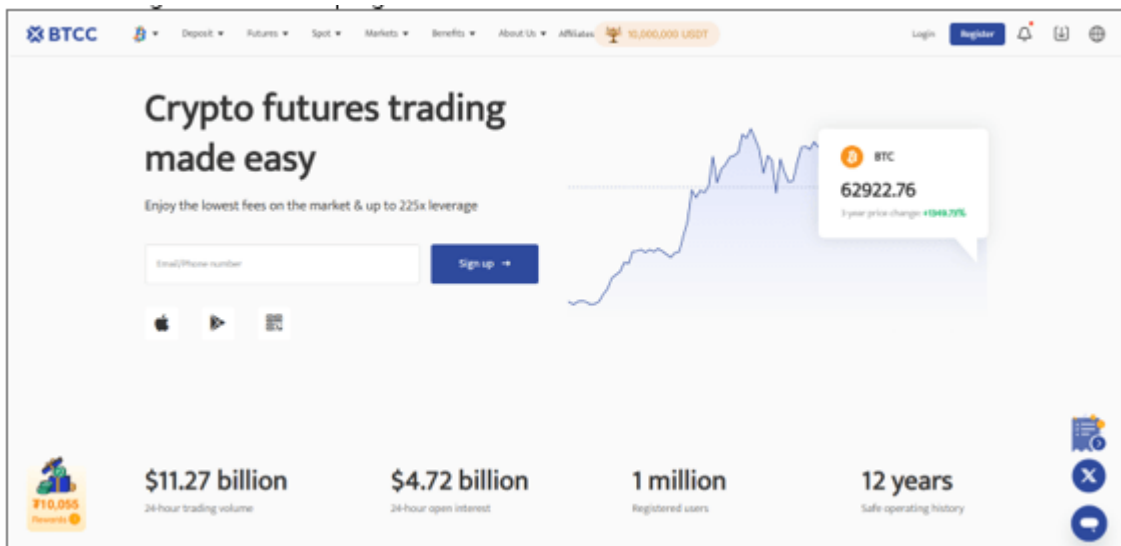 BTCC
Deposit Futures Spot Markets Benefits About Us Affiliates 10,000,000 USDT Login Register
Crypto futures trading
made easy
Enjoy the lowest fees on the market & up to 225x leverage
Email/Phone number
Sign up →
BTC
62922.76
3-year price change:
$11.27 billion
24-hour trading volume
$4.72 billion
24-hour open interest
1 million
Registered users
12 years
Safe operating history
₮10,055
Rewards